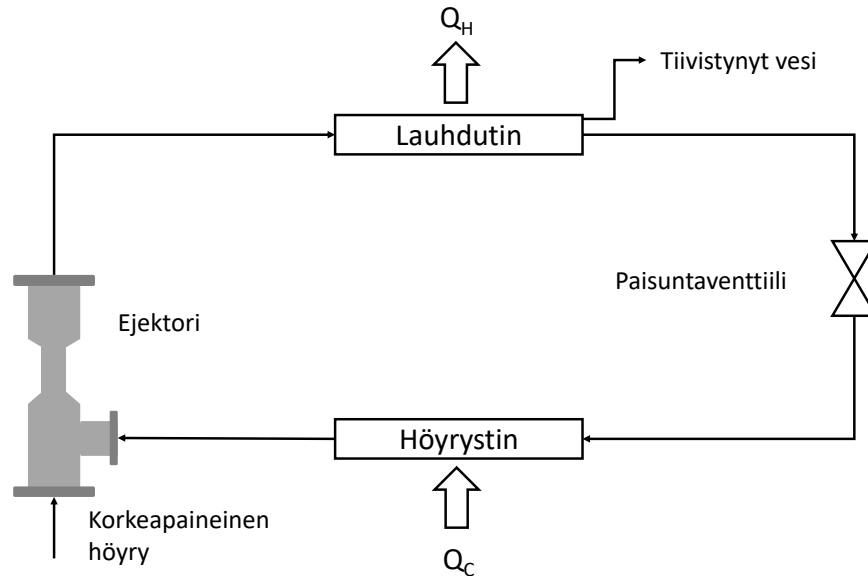 Q_H
Tiivistynyt vesi
Lauhdutin
Paisuntaventtiili
Ejektori
Höyrystin
Korkeapaineinen
höyry
Q_C